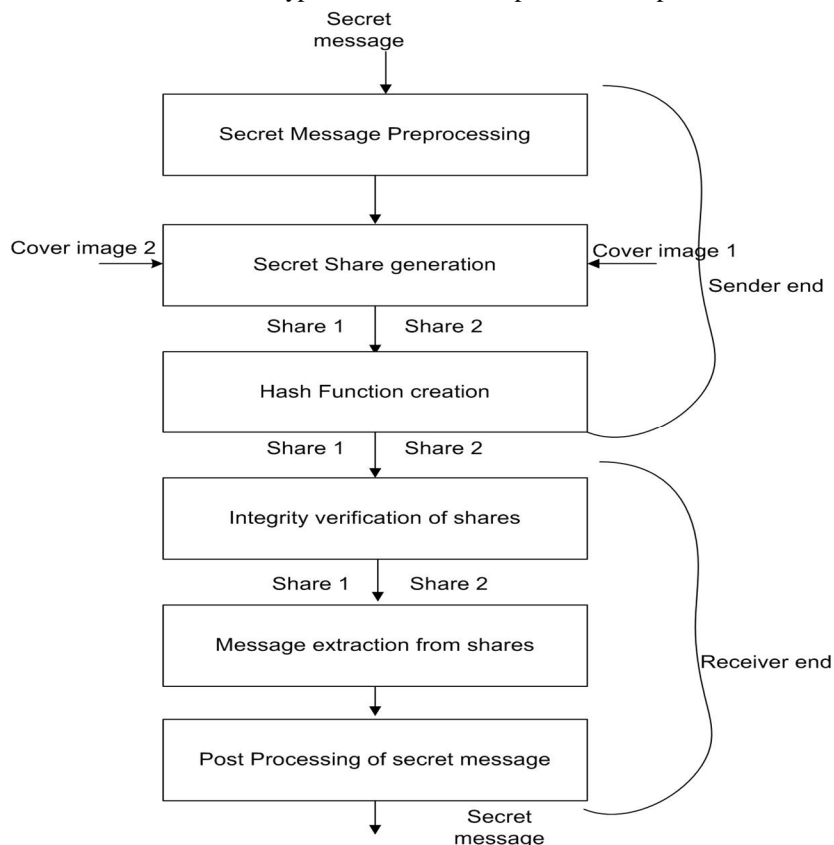 Secret
message
Secret Message Preprocessing
Cover image 2
Cover image 1
Secret Share generation
Sender end
Share 1
Share 2
Hash Function creation
Share 1
Share 2
Integrity verification of shares
Share 1
Share 2
Message extraction from shares
Receiver end
Post Processing of secret message
Secret
message